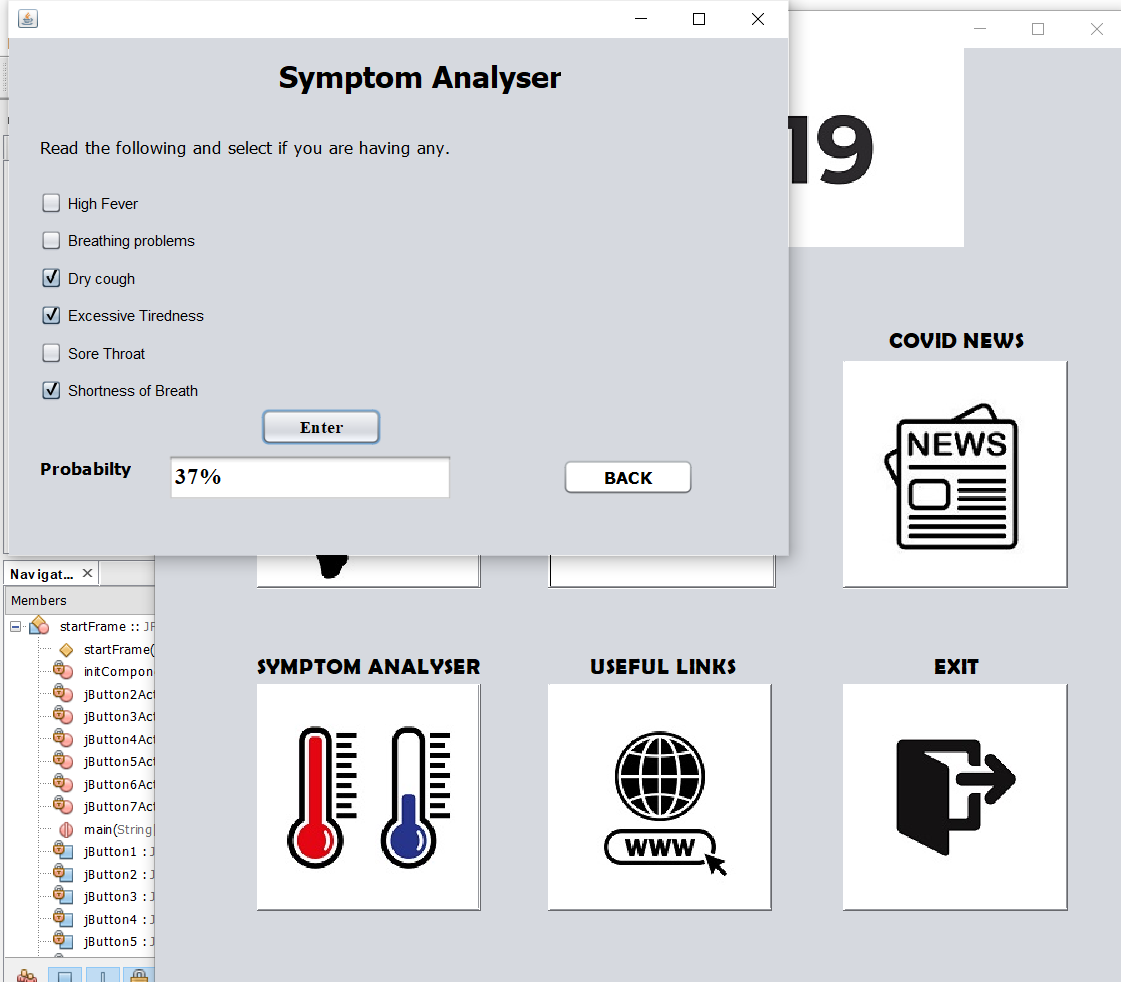 Symptom Analyser
Read the following and select if you are having any.
High Fever
Breathing problems
Dry cough
Excessive Tiredness
Sore Throat
Shortness of Breath
Enter
Probabilty
37%
BACK
19
COVID NEWS
NEWS
SYMPTOM ANALYSER
USEFUL LINKS
EXIT
WWW
Navigat...
Members
startFrame :: JF
startFrame(
initCompon
jButton2Act
jButton3Act
jButton4Act
jButton5Act
jButton6Act
jButton7Act
main(String
jButton1 : J
jButton2 : J
jButton3 : J
jButton4 : J
jButton5 : J